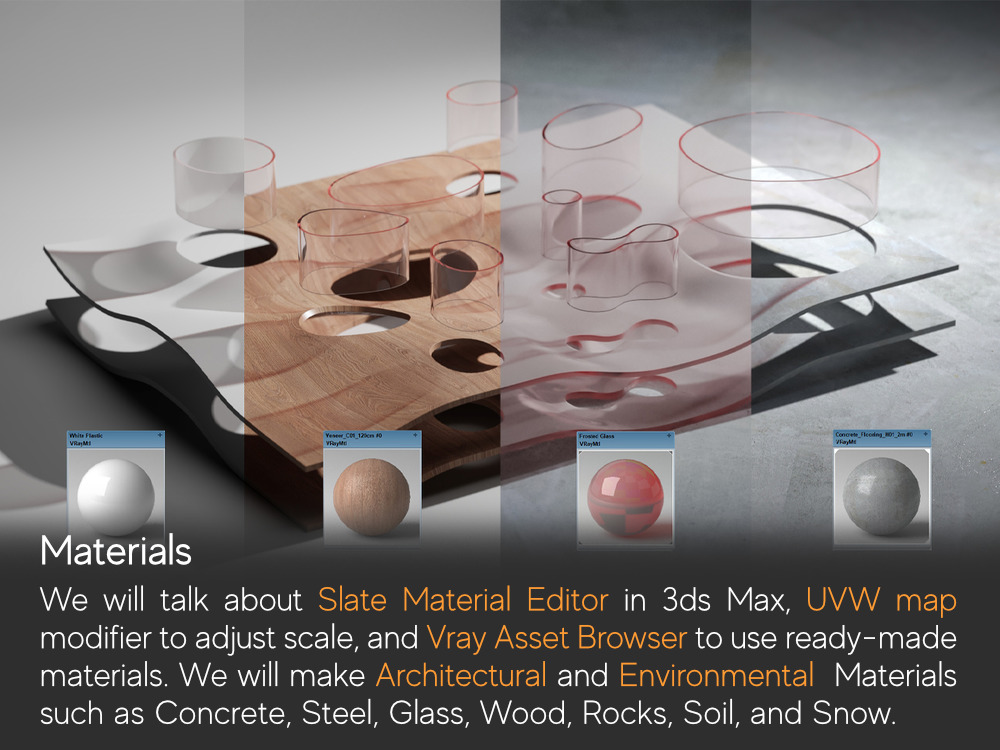 White Plastic
VRayMtl
Veneer_C01_120cm #0
VRayMtl
Frosted Glass
VRayMtl
Concrete_Flooring_N01_2m #0
VRayMtl
Materials
We will talk about Slate Material Editor in 3ds Max, UVW map
modifier to adjust scale, and Vray Asset Browser to use ready-made
materials. We will make Architectural and Environmental Materials
such as Concrete, Steel, Glass, Wood, Rocks, Soil, and Snow.